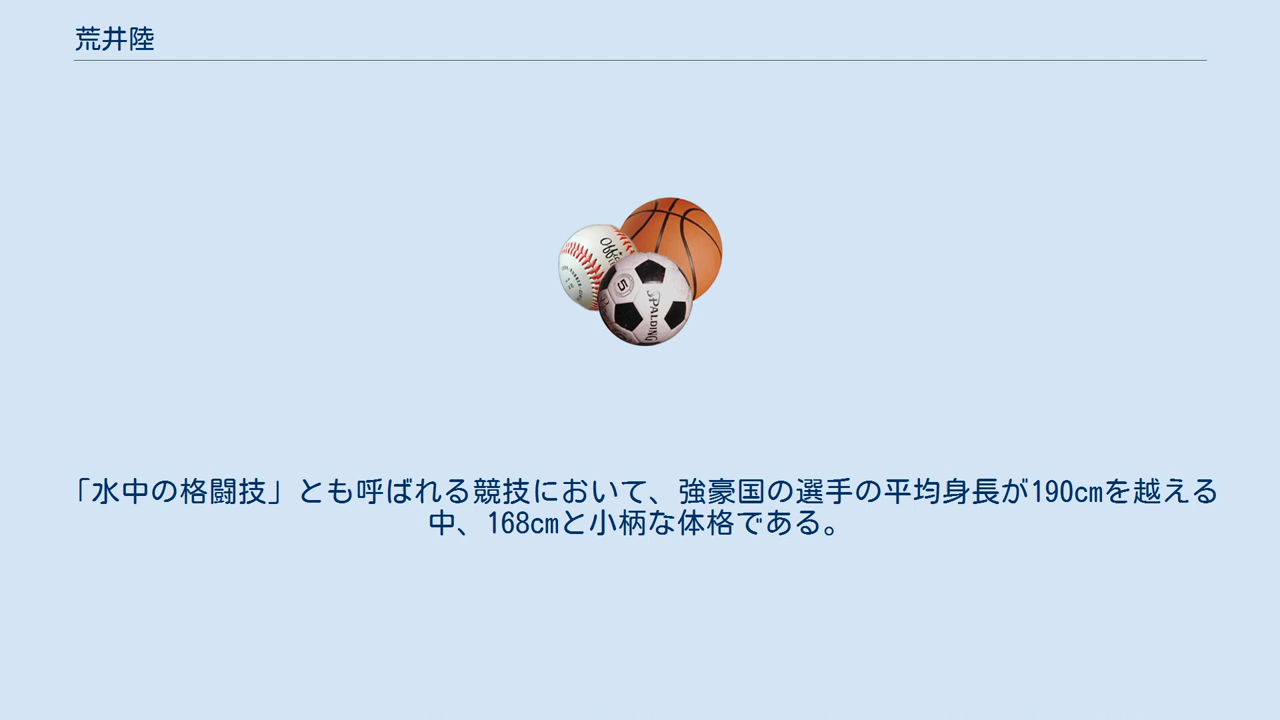 荒井陸
「水中の格闘技」とも呼ばれる競技において、強豪国の選手の平均身長が190cmを越える
中、168cmと小柄な体格である。
Offi
5
SPALDING